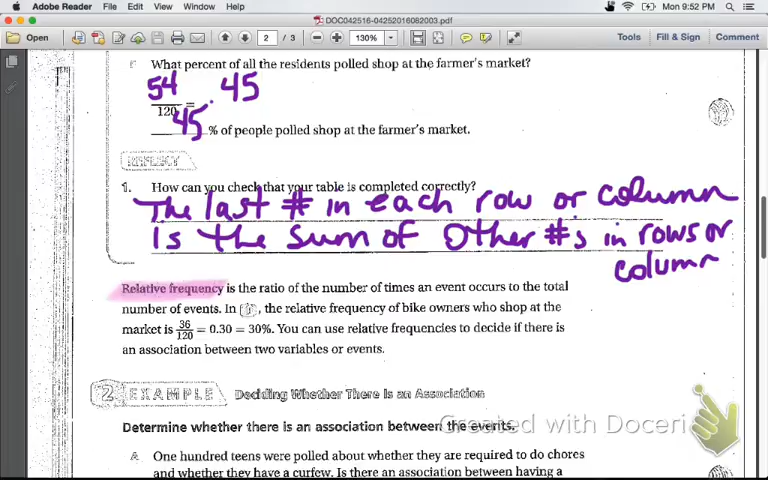 Adobe Reader File Edit View Window Help Mon 9:52 PM
DOC042516-04252016082003.pdf
Open 2 / 3 130% Tools Fill & Sign Comment
What percent of all the residents polled shop at the farmer's market?
54
120 = .45
45 % of people polled shop at the farmer's market.
REFLECT
1. How can you check that your table is completed correctly?
The last # in each row or column
is the sum of other #'s in rows or
column
Relative frequency is the ratio of the number of times an event occurs to the total
number of events. In , the relative frequency of bike owners who shop at the
market is 36/120 = 0.30 = 30%. You can use relative frequencies to decide if there is
an association between two variables or events.
2 EXAMPLE Deciding Whether There Is an Association
Created with Doceri
Determine whether there is an association between the events.
A One hundred teens were polled about whether they are required to do chores
and whether they have a curfew. Is there an association between having a